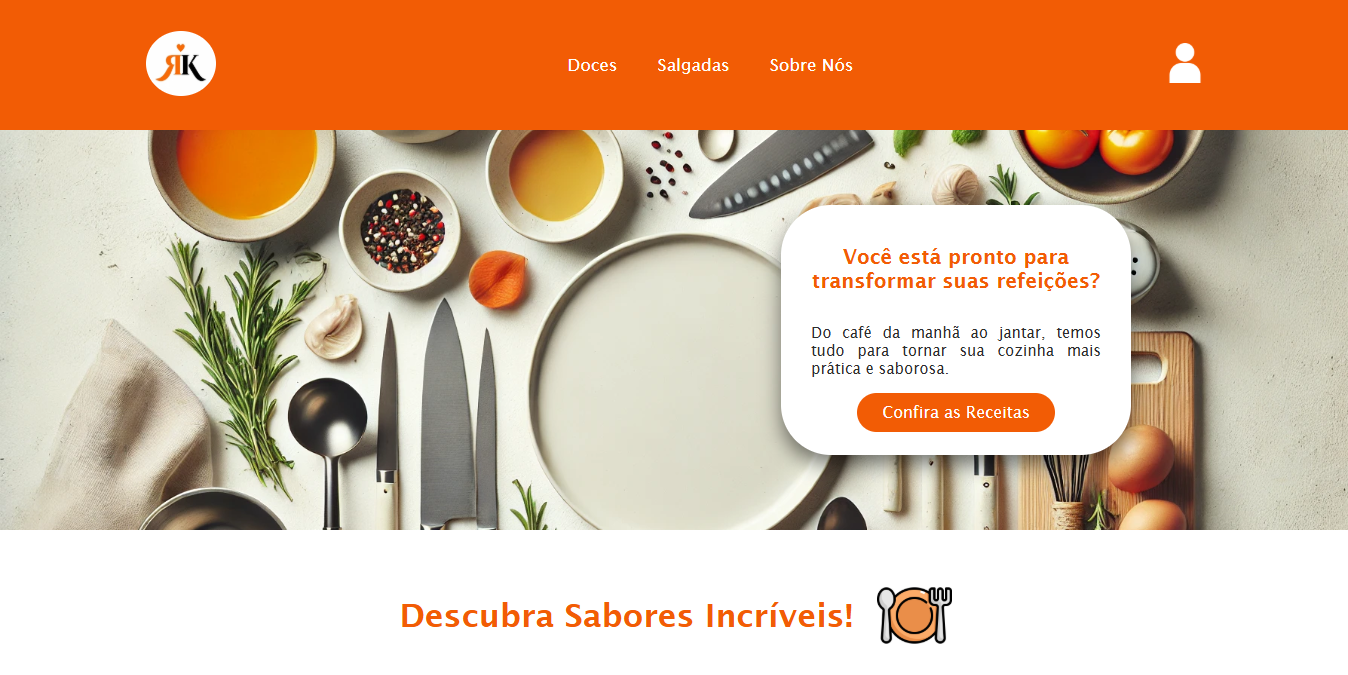 ЯK
Doces Salgadas Sobre Nós
Você está pronto para
transformar suas refeições?
Do café da manhã ao jantar, temos
tudo para tornar sua cozinha mais
prática e saborosa.
Confira as Receitas
Descubra Sabores Incríveis!